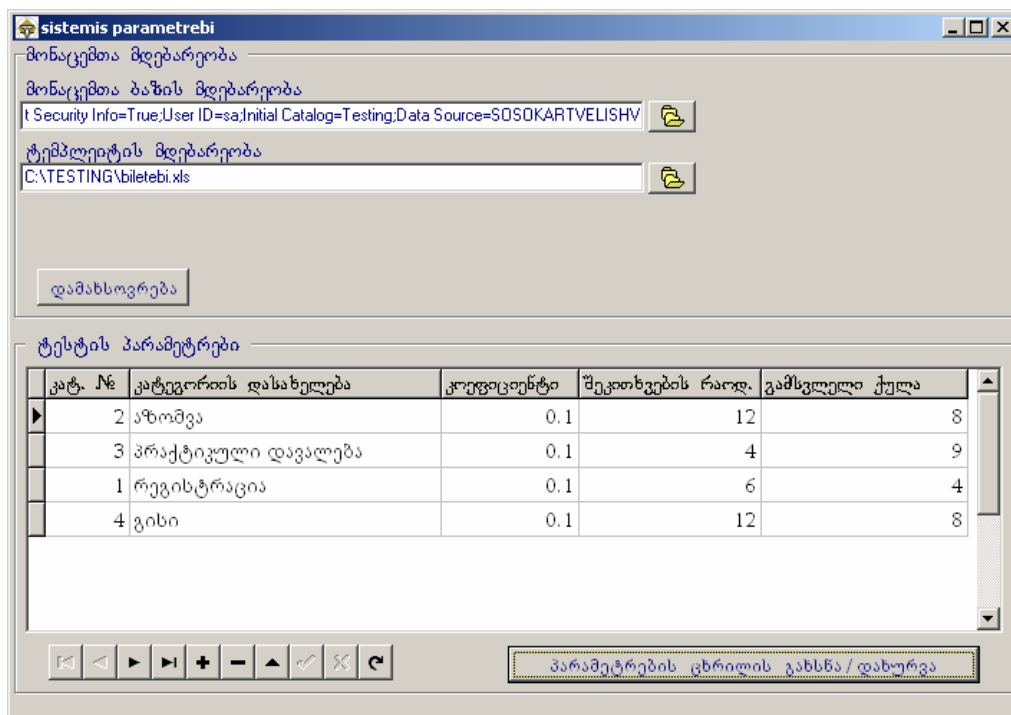 sistemis parametrebi
მონაცემთა მდებარეობა
მონაცემთა ბაზის მდებარეობა
t Security Info=True;User ID=sa;Initial Catalog=Testing;Data Source=SOSOKARTVELISHV
ტემპლეიტის მდებარეობა
C:\TESTING\biletebi.xls
დამახსოვრება
ტესტის პარამეტრები
კატ. № კატეგორიის დასახელება კოეფიციენტი შეკითხვების რაოდ. გამსვლელი ქულა
2 აზომვა 0.1 12 8
3 პრაქტიკული დავალება 0.1 4 9
1 რეგისტრაცია 0.1 6 4
4 გისი 0.1 12 8
პარამეტრების ცხრილის გახსნა / დახურვა